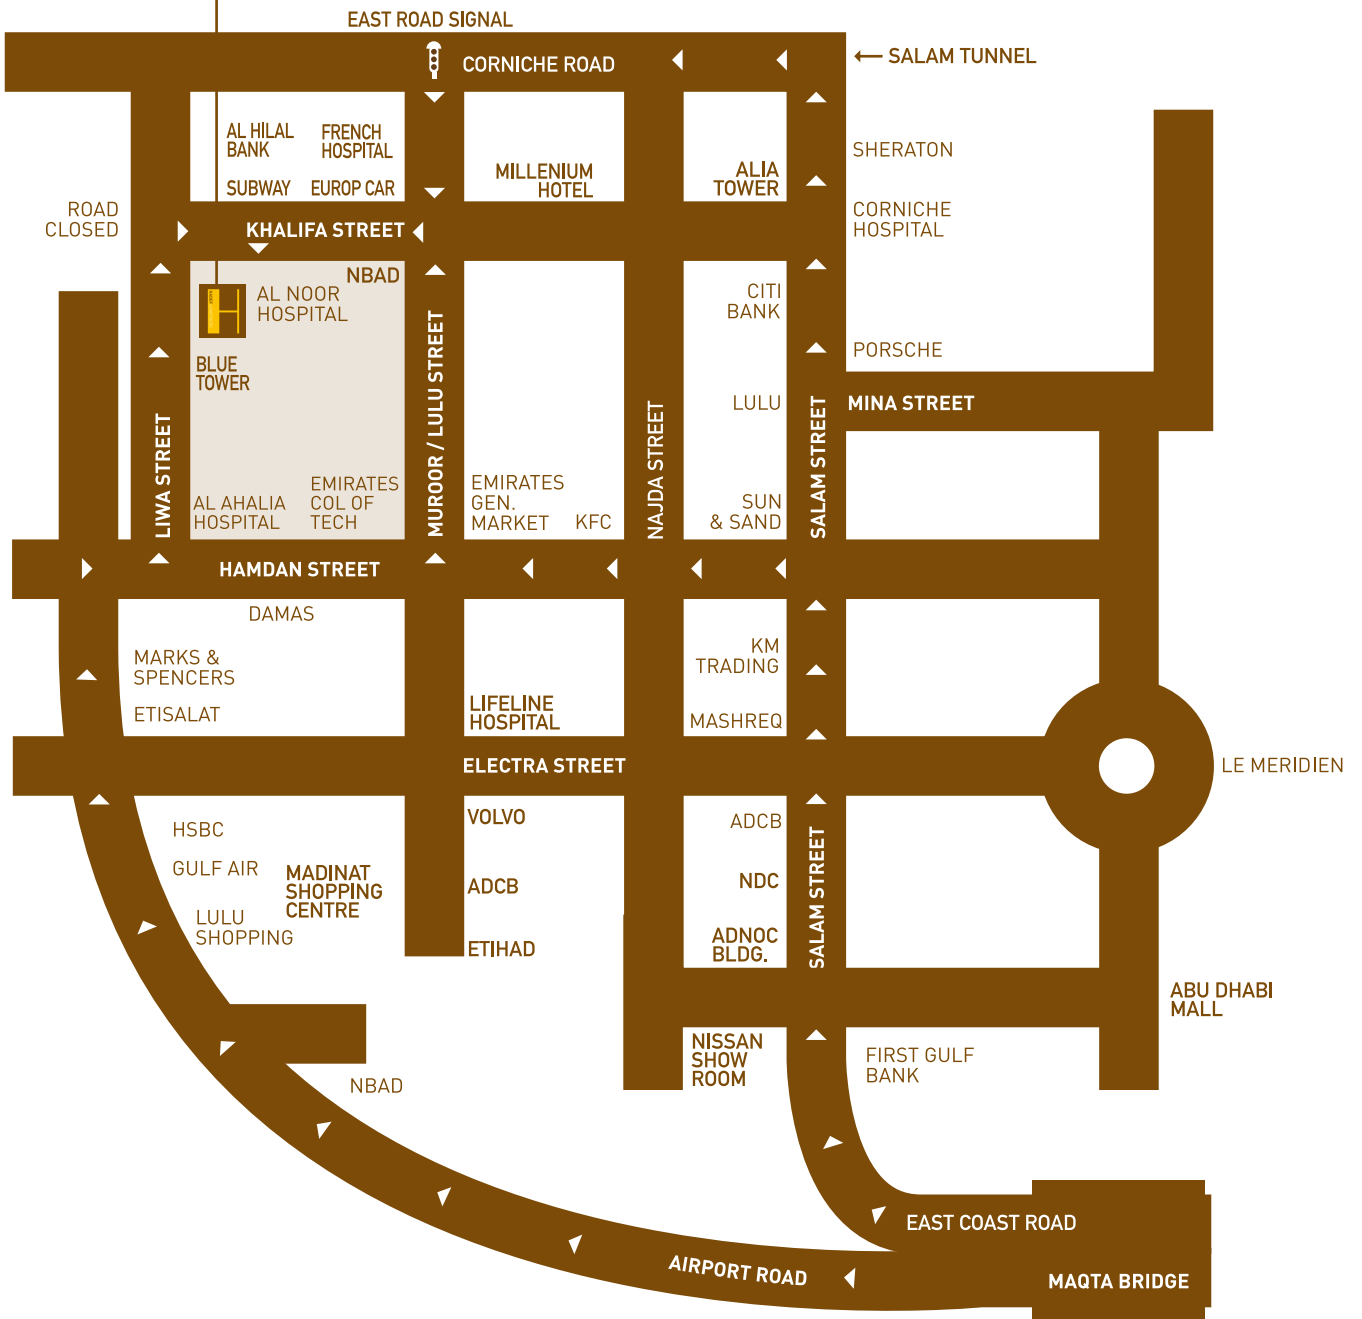 EAST ROAD SIGNAL
CORNICHE ROAD
SALAM TUNNEL
AL HILAL
BANK
FRENCH
HOSPITAL
SUBWAY
EUROP CAR
MILLENIUM
HOTEL
ALIA
TOWER
SHERATON
ROAD
CLOSED
CORNICHE
HOSPITAL
KHALIFA STREET
NBAD
AL NOOR
HOSPITAL
CITI
BANK
BLUE
TOWER
PORSCHE
LULU
MINA STREET
LIWA STREET
MUROOR / LULU STREET
NAJDA STREET
SALAM STREET
AL AHALIA
HOSPITAL
EMIRATES
COL OF
TECH
EMIRATES
GEN.
MARKET
KFC
SUN
& SAND
HAMDAN STREET
DAMAS
MARKS &
SPENCERS
KM
TRADING
ETISALAT
LIFELINE
HOSPITAL
MASHREQ
ELECTRA STREET
LE MERIDIEN
HSBC
VOLVO
ADCB
GULF AIR
MADINAT
SHOPPING
CENTRE
ADCB
NDC
SALAM STREET
LULU
SHOPPING
ETIHAD
ADNOC
BLDG.
ABU DHABI
MALL
NISSAN
SHOW
ROOM
FIRST GULF
BANK
NBAD
EAST COAST ROAD
AIRPORT ROAD
MAQTA BRIDGE